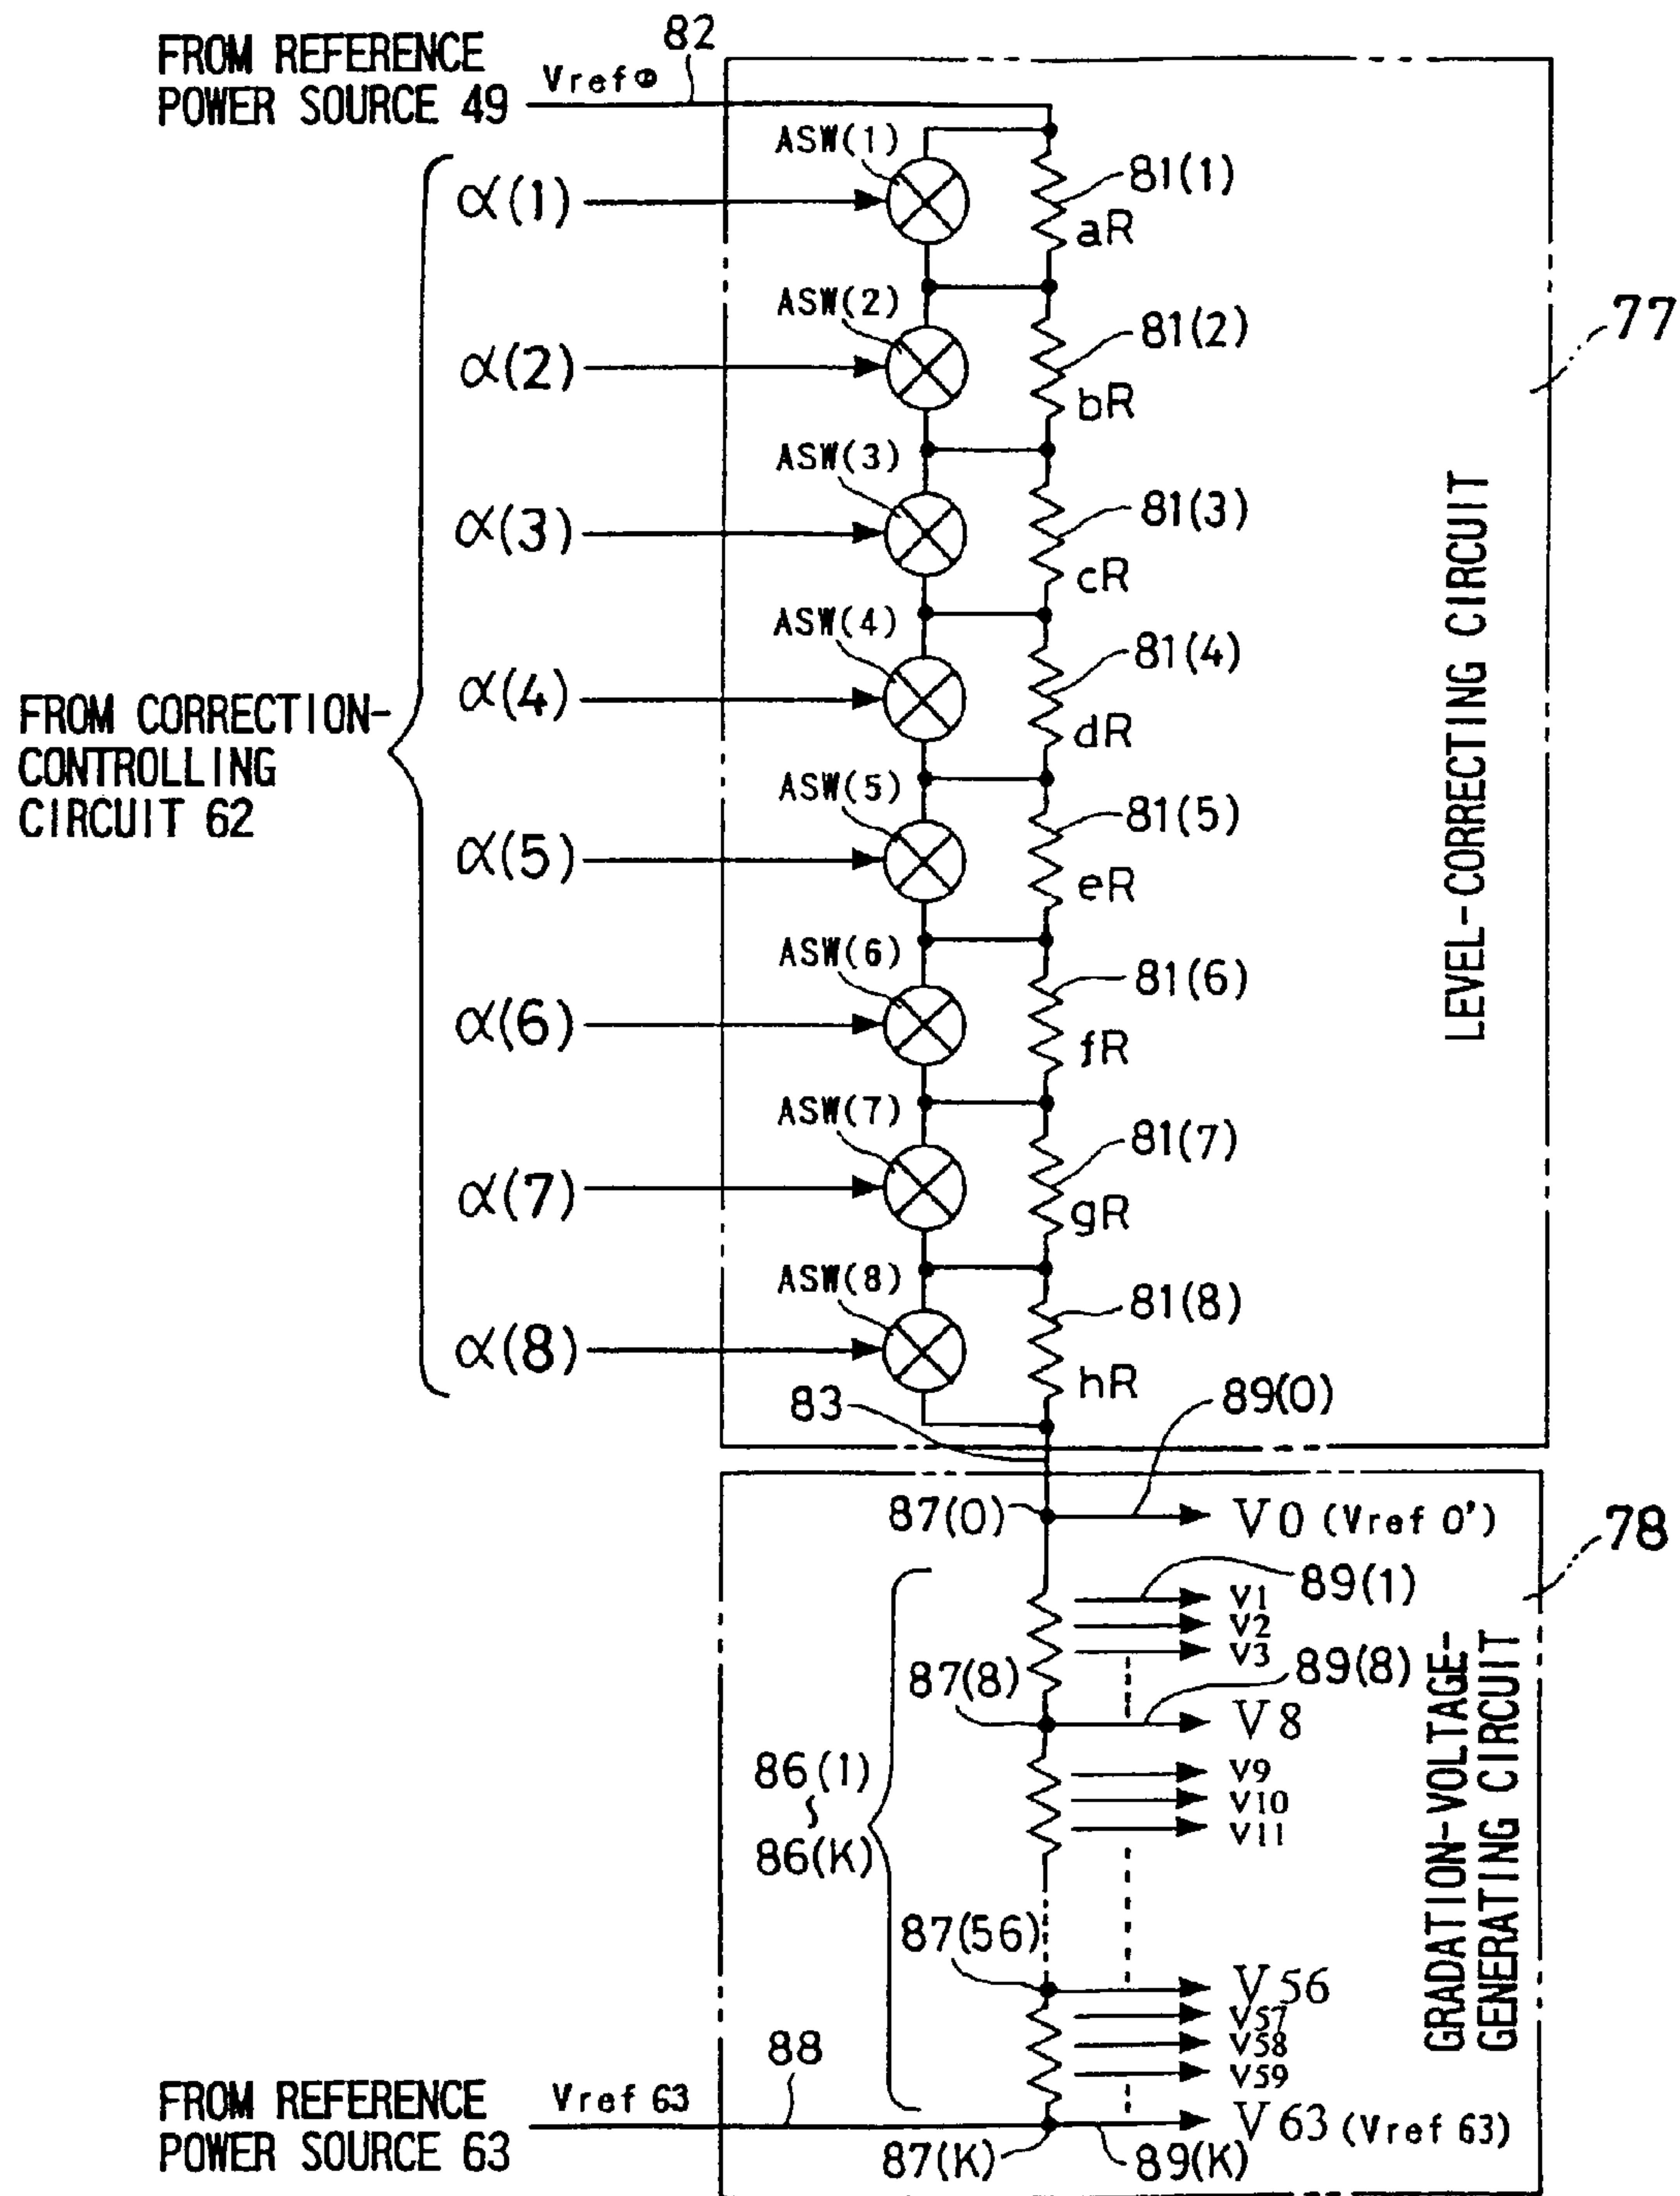 FROM REFERENCE
POWER SOURCE 49
Vref0
82
ASW(1)
α(1)
81(1)
aR
ASW(2)
α(2)
81(2)
bR
77
ASW(3)
α(3)
81(3)
cR
ASW(4)
α(4)
81(4)
dR
FROM CORRECTION-
CONTROLLING
CIRCUIT 62
LEVEL-CORRECTING CIRCUIT
ASW(5)
α(5)
81(5)
eR
ASW(6)
α(6)
81(6)
fR
ASW(7)
α(7)
81(7)
gR
ASW(8)
α(8)
81(8)
hR
83
89(0)
87(0)
V0 (Vref 0')
78
89(1)
V1
V2
V3
87(8)
89(8)
V8
86(1)
∫
86(K)
V9
V10
V11
GRADATION-VOLTAGE-
GENERATING CIRCUIT
87(56)
V56
V57
V58
V59
88
FROM REFERENCE
POWER SOURCE 63
Vref 63
V63 (Vref 63)
87(K)
89(K)